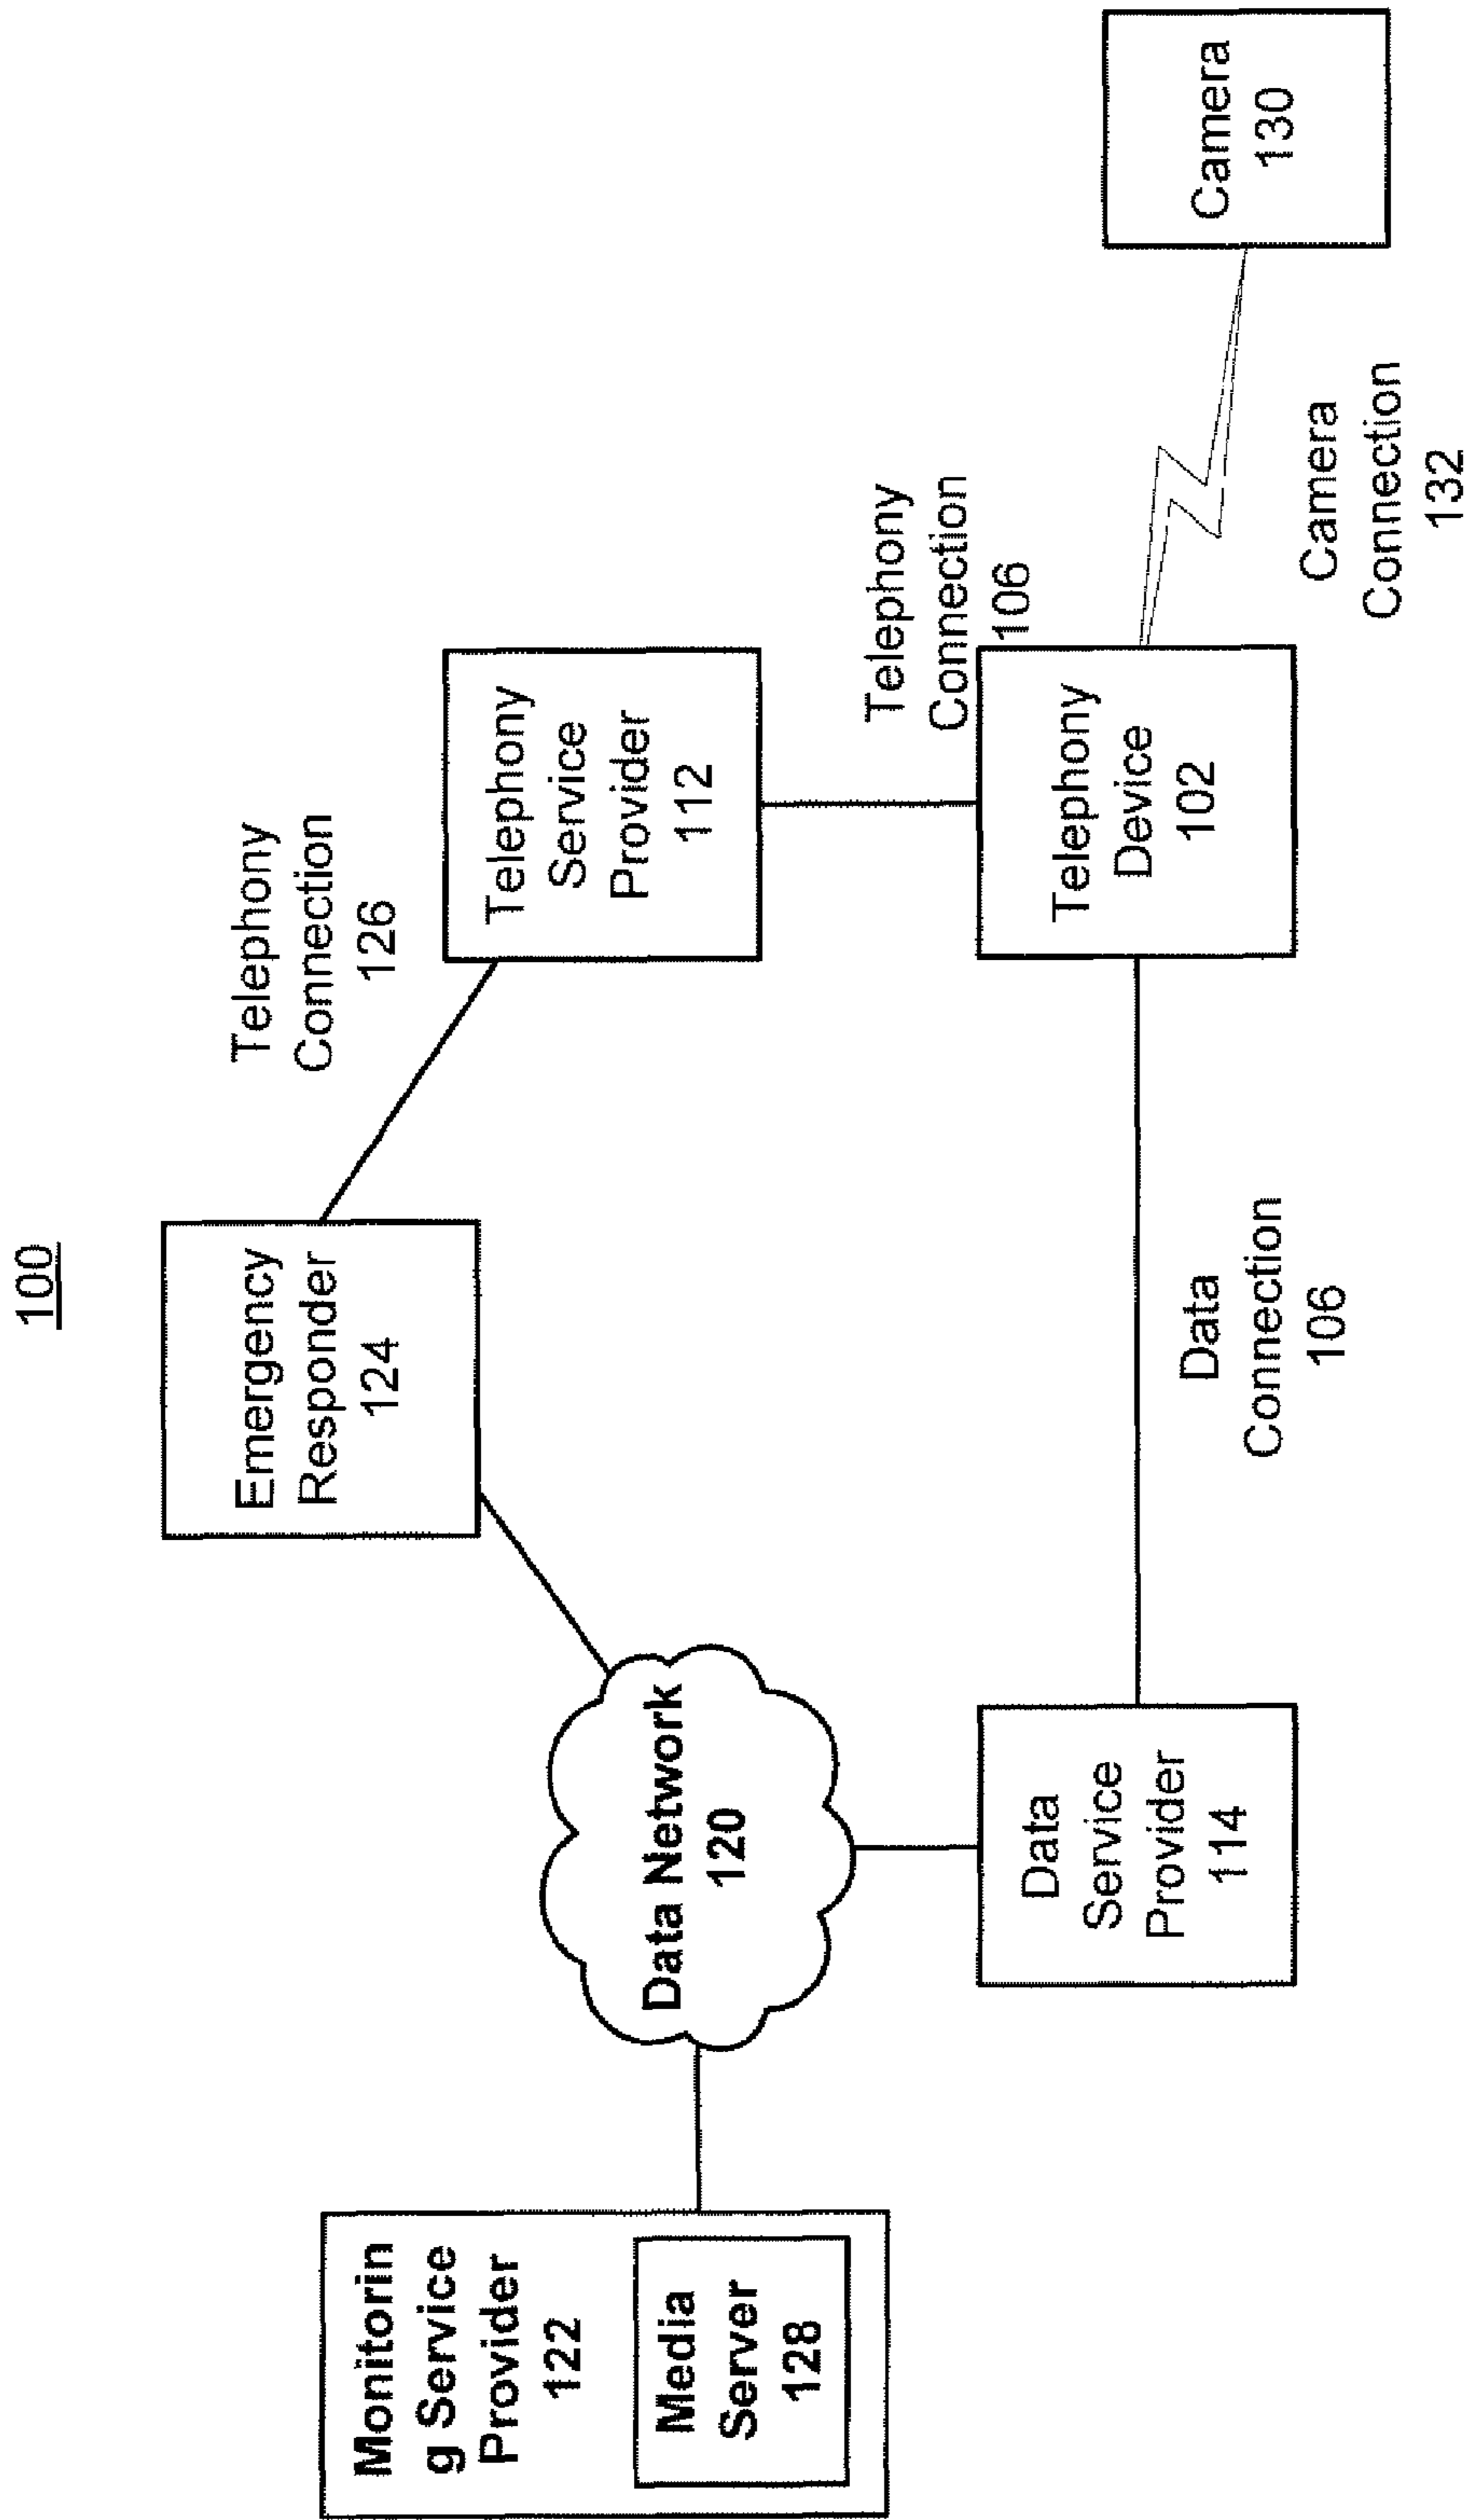 100
Monitorin
g Service
Provider
122
Media
Server
128
Data Network
120
Emergency
Responder
124
Telephony
Connection
126
Telephony
Service
Provider
112
Telephony
Connection
106
Data
Service
Provider
114
Data
Connection
106
Telephony
Device
102
Camera
Connection
132
Camera
130